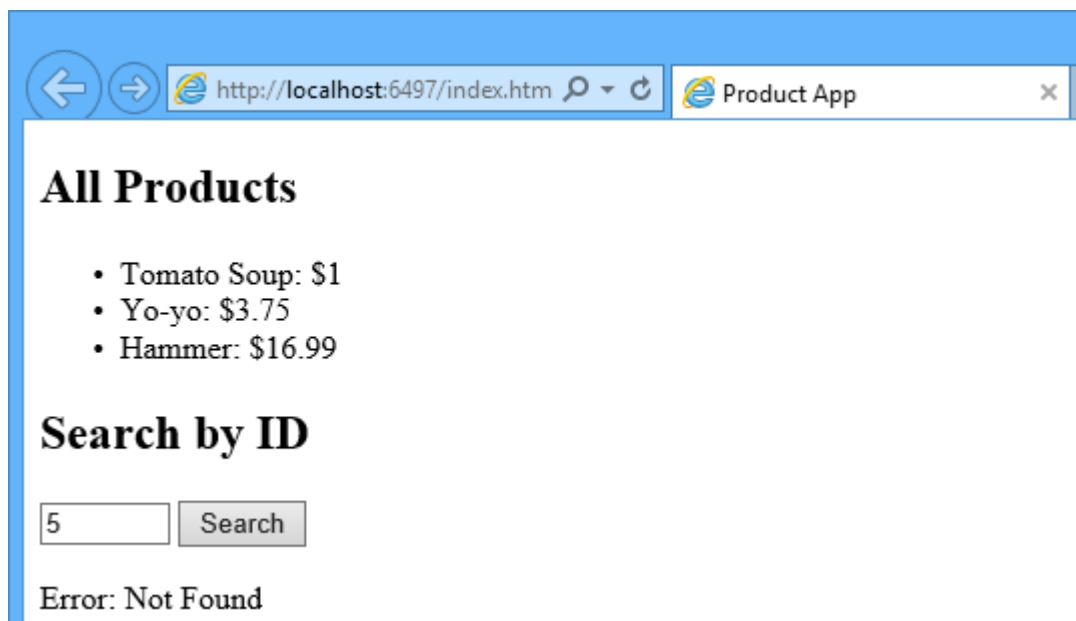 http://localhost:6497/index.htm
Product App
All Products
• Tomato Soup: $1
• Yo-yo: $3.75
• Hammer: $16.99
Search by ID
5 Search
Error: Not Found